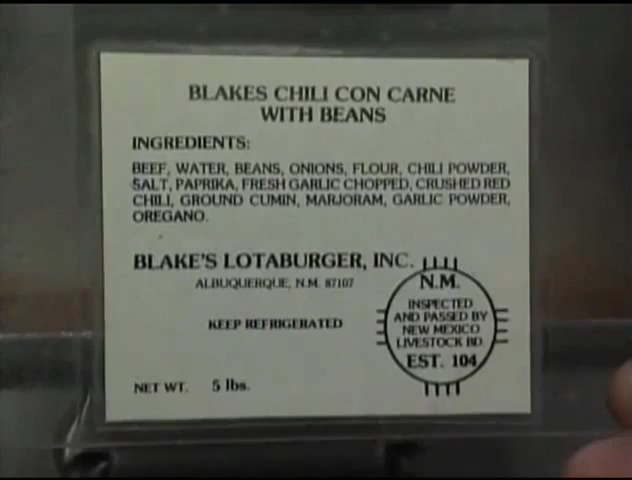 BLAKES CHILI CON CARNE
WITH BEANS
INGREDIENTS:
BEEF, WATER, BEANS, ONIONS, FLOUR, CHILI POWDER,
SALT, PAPRIKA, FRESH GARLIC CHOPPED, CRUSHED RED
CHILI, GROUND CUMIN, MARJORAM, GARLIC POWDER,
OREGANO.
BLAKE'S LOTABURGER, INC.
ALBUQUERQUE, N.M. 87107
KEEP REFRIGERATED
N.M.
INSPECTED
AND PASSED BY
NEW MEXICO
LIVESTOCK BD
EST. 104
NET WT. 5 lbs.